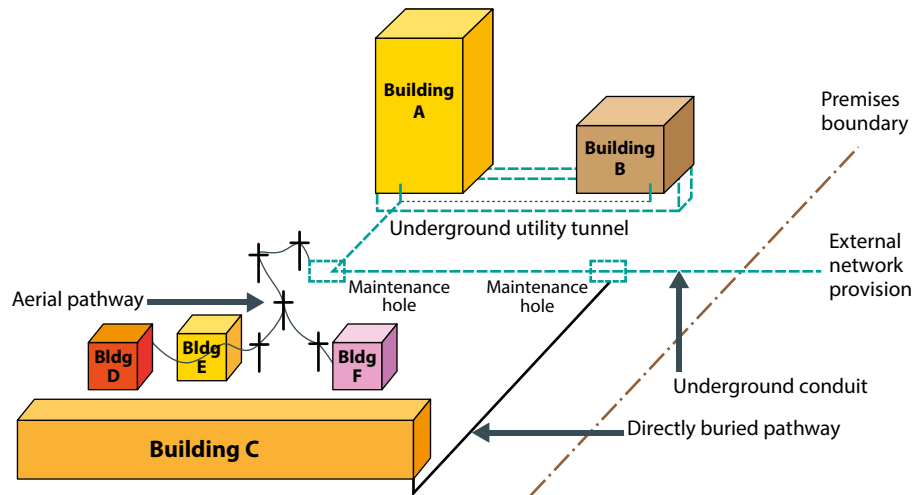 Building
A
Building
B
Premises
boundary
Underground utility tunnel
External
network
provision
Maintenance
hole
Maintenance
hole
Aerial pathway
Bldg
D
Bldg
E
Bldg
F
Underground conduit
Directly buried pathway
Building C